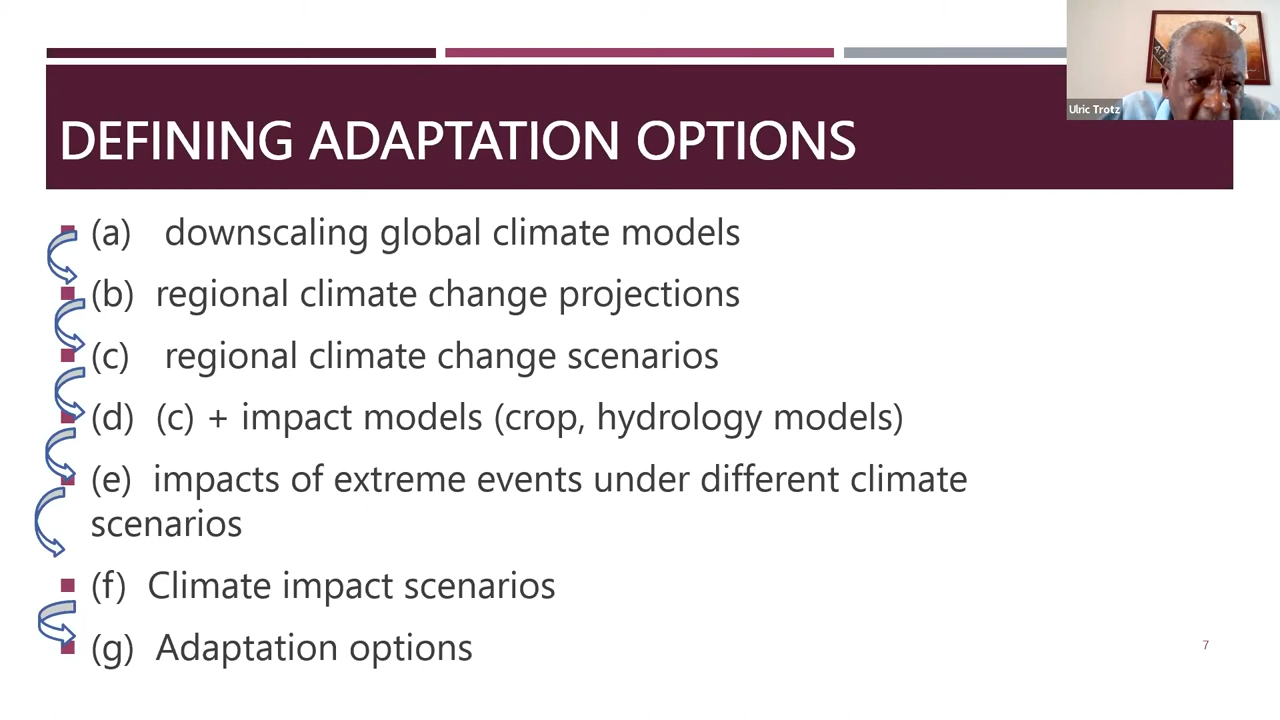 Ulric Trotz
DEFINING ADAPTATION OPTIONS
(a) downscaling global climate models
(b) regional climate change projections
(c) regional climate change scenarios
(d) (c) + impact models (crop, hydrology models)
(e) impacts of extreme events under different climate
scenarios
(f) Climate impact scenarios
(g) Adaptation options
7